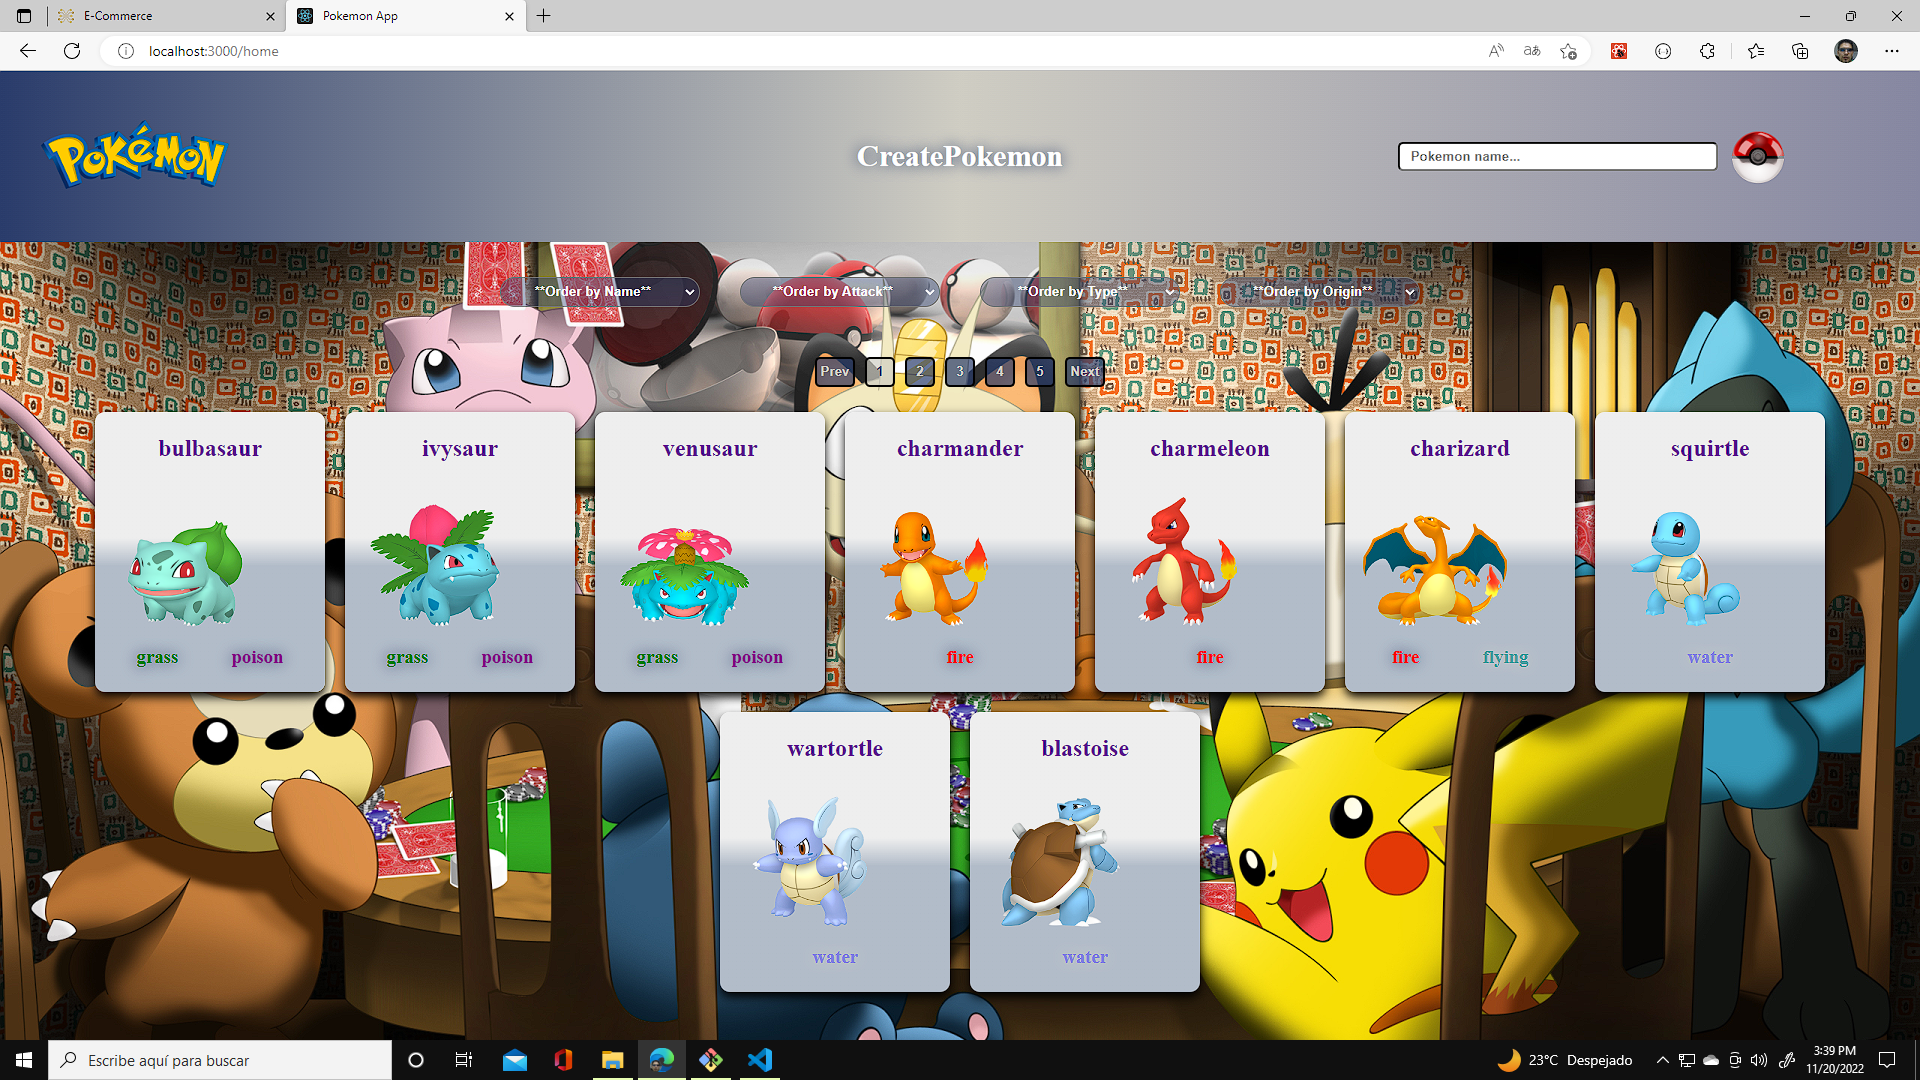 E-Commerce
Pokemon App
localhost:3000/home
POKéMON
CreatePokemon
Pokemon name...
**Order by Name**
**Order by Attack**
**Order by Type**
**Order by Origin**
Prev 1 2 3 4 5 Next
bulbasaur
ivysaur
venusaur
charmander
charmeleon
charizard
squirtle
grass poison
grass poison
grass poison
fire
fire
fire flying
water
wartortle
blastoise
water
water
Escribe aquí para buscar
23°C Despejado
3:39 PM
11/20/2022